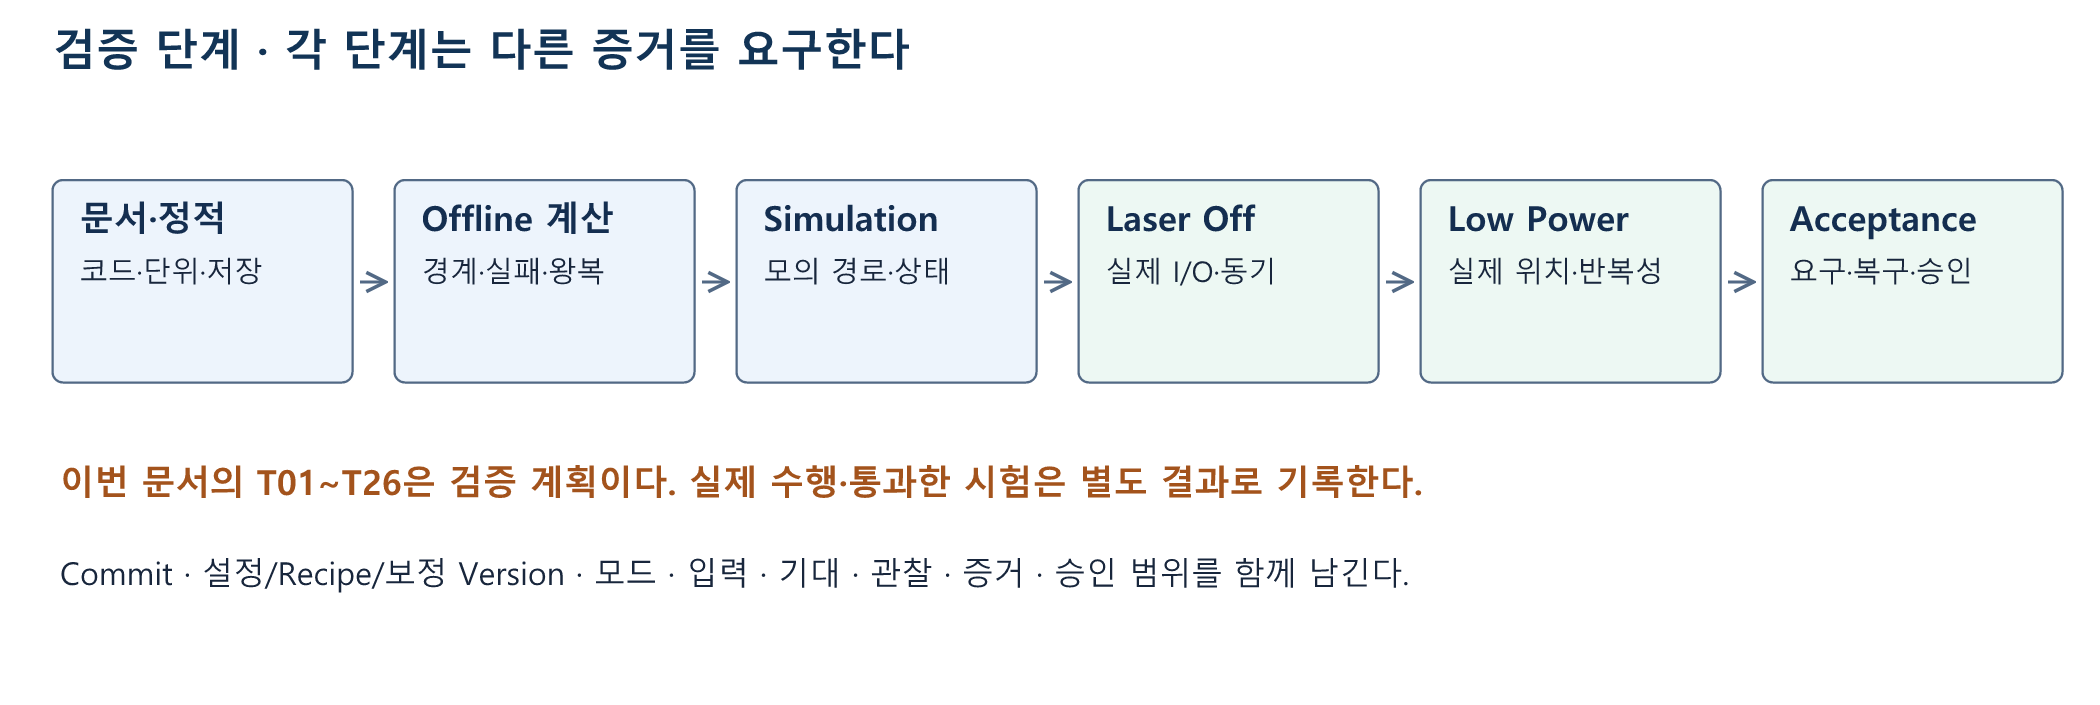 검증 단계 · 각 단계는 다른 증거를 요구한다
문서·정적
코드·단위·저장
Offline 계산
경계·실패·왕복
Simulation
모의 경로·상태
Laser Off
실제 I/O·동기
Low Power
실제 위치·반복성
Acceptance
요구·복구·승인
이번 문서의 T01~T26은 검증 계획이다. 실제 수행·통과한 시험은 별도 결과로 기록한다.
Commit · 설정/Recipe/보정 Version · 모드 · 입력 · 기대 · 관찰 · 증거 · 승인 범위를 함께 남긴다.